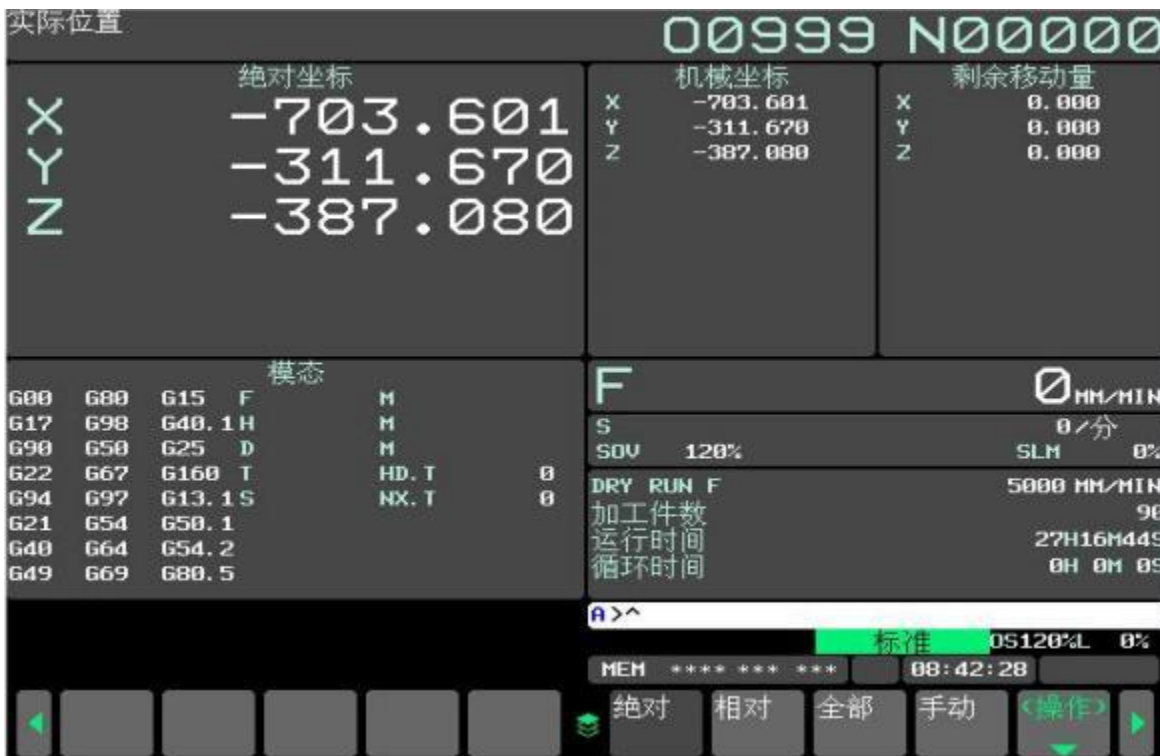 实际位置
O0999 N00000
绝对坐标
X -703.601
Y -311.670
Z -387.080
机械坐标
X -703.601
Y -311.670
Z -387.080
剩余移动量
X 0.000
Y 0.000
Z 0.000
模态
G00 G80 G15 F M
G17 G98 G40.1 H M
G90 G50 G25 D M
G22 G67 G160 T HD.T 0
G94 G97 G13.1 S NX.T 0
G21 G54 G50.1
G40 G64 G54.2
G49 G69 G80.5
F 0 MM/MIN
S 0/分
SOV 120% SLM 0%
DRY RUN F 5000 MM/MIN
加工件数 90
运行时间 27H16M44S
循环时间 0H 0M 0S
A>^
标准 OS120%L 0%
MEM **** *** *** 08:42:28
绝对 相对 全部 手动 (操作)